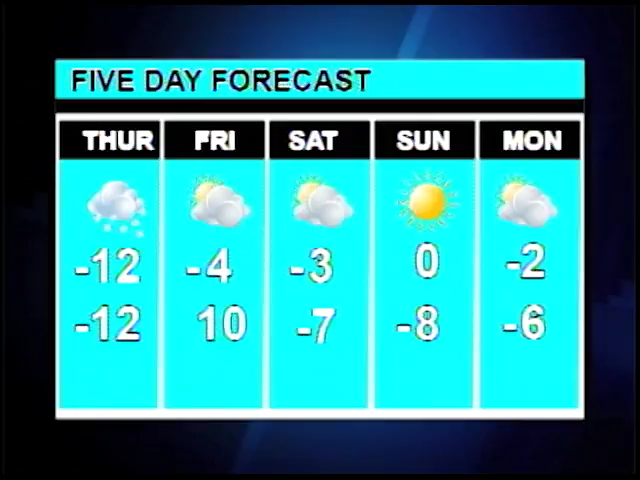 FIVE DAY FORECAST
THUR FRI SAT SUN MON
-12 -4 -3 0 -2
-12 10 -7 -8 -6